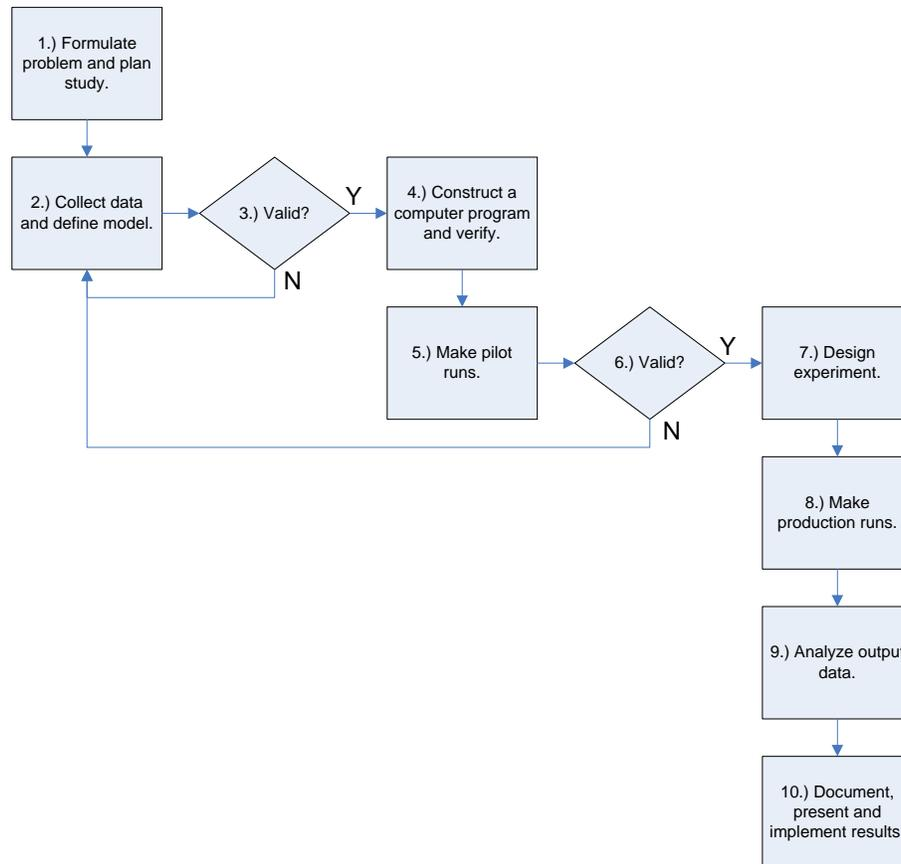 1.) Formulate
problem and plan
study.
2.) Collect data
and define model.
3.) Valid?
Y
N
4.) Construct a
computer program
and verify.
5.) Make pilot
runs.
6.) Valid?
Y
N
7.) Design
experiment.
8.) Make
production runs.
9.) Analyze output
data.
10.) Document,
present and
implement results